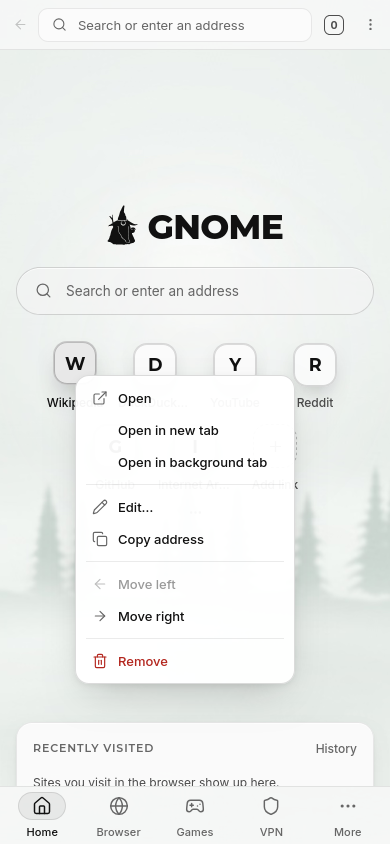 Search or enter an address
0
GNOME
Search or enter an address
W
D
Y
R
YouTube
Reddit
Open
Open in new tab
Open in background tab
Edit...
Copy address
Move left
Move right
Remove
RECENTLY VISITED
History
Sites you visit in the browser show up here.
Home
Browser
Games
VPN
More